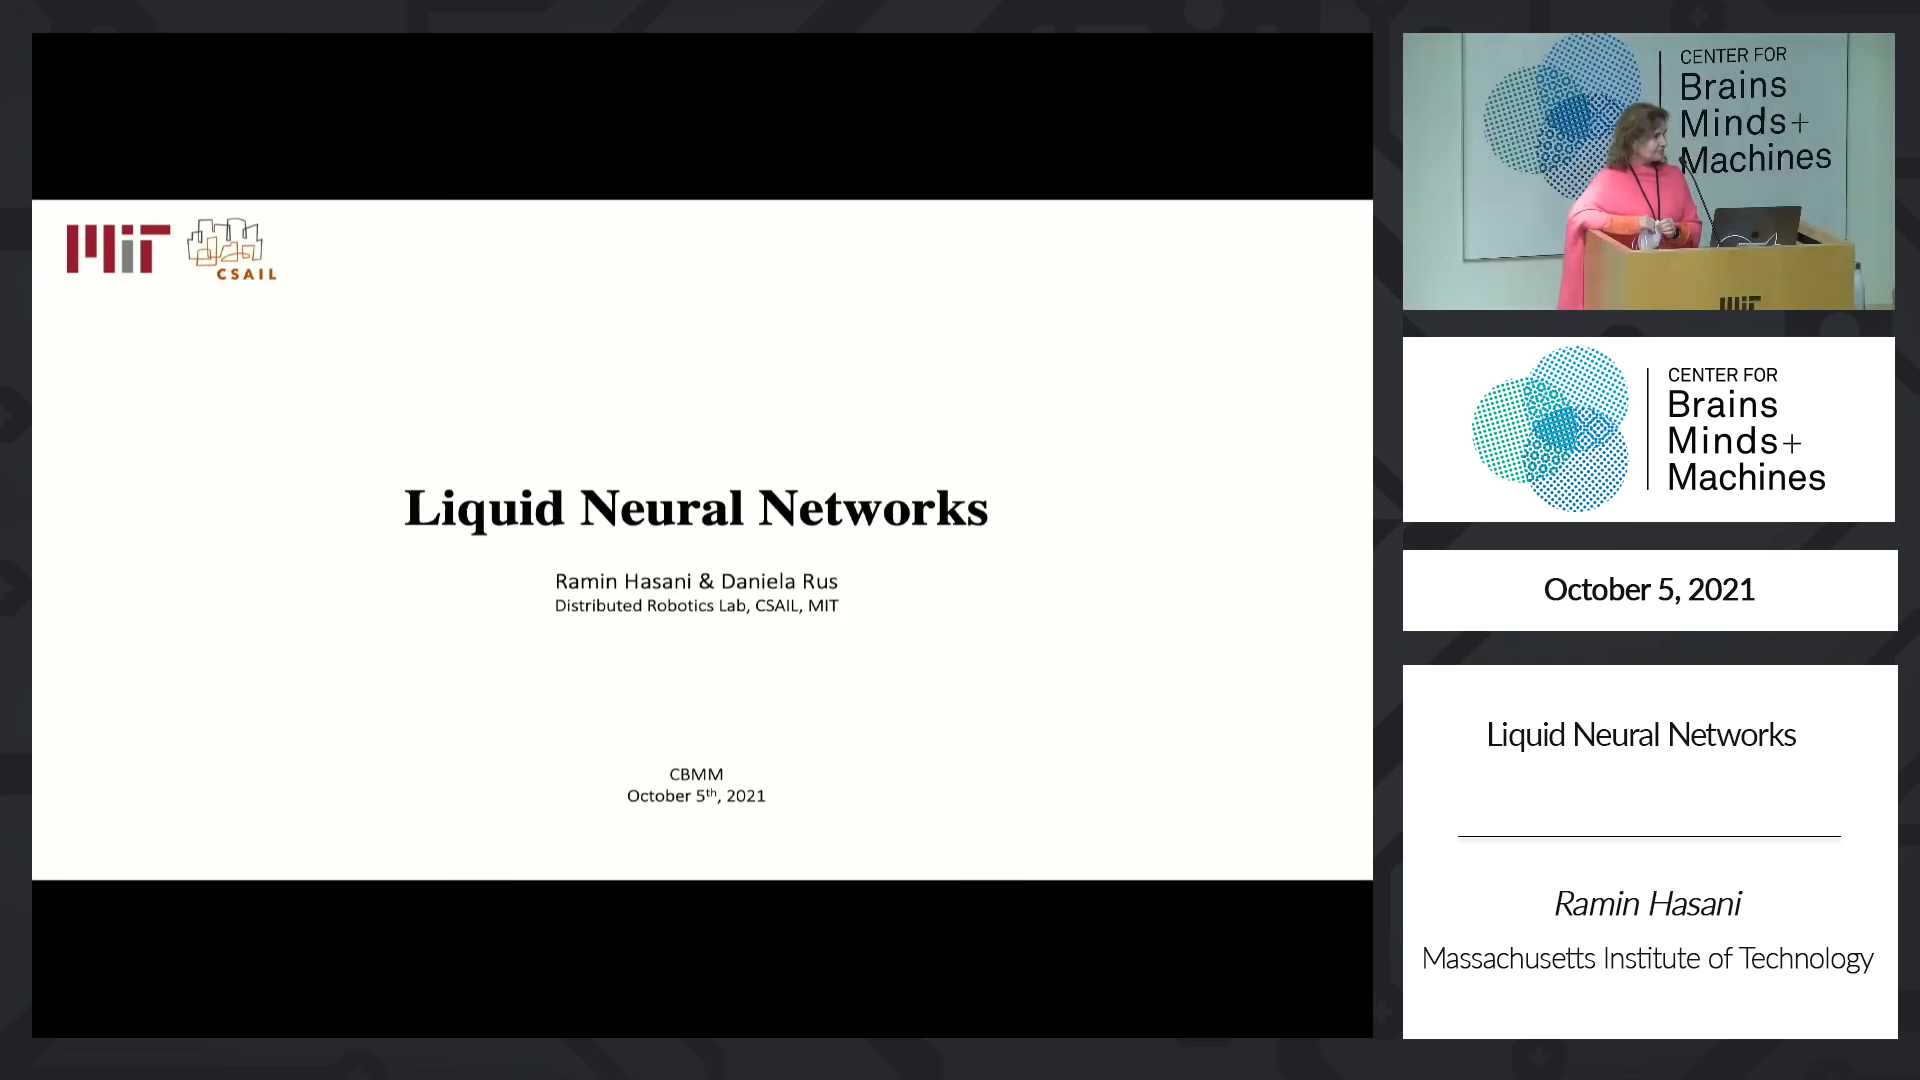 MIT
CSAIL
Liquid Neural Networks
Ramin Hasani & Daniela Rus
Distributed Robotics Lab, CSAIL, MIT
CBMM
October 5th, 2021
CENTER FOR
Brains
Minds+
Machines
MIT
CENTER FOR
Brains
Minds+
Machines
October 5, 2021
Liquid Neural Networks
Ramin Hasani
Massachusetts Institute of Technology